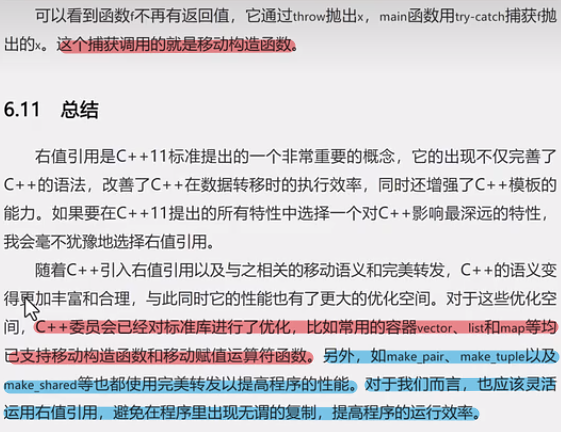 可以看到函数f不再有返回值，它通过throw抛出x，main函数用try-catch捕获f抛
出的x。这个捕获调用的就是移动构造函数。
6.11 总结
右值引用是C++11标准提出的一个非常重要的概念，它的出现不仅完善了
C++的语法，改善了C++在数据转移时的执行效率，同时还增强了C++模板的
能力。如果要在C++11提出的所有特性中选择一个对C++影响最深远的特性，
我会毫不犹豫地选择右值引用。
随着C++引入右值引用以及与之相关的移动语义和完美转发，C++的语义变
得更加丰富和合理，与此同时它的性能也有了更大的优化空间。对于这些优化空
间，C++委员会已经对标准库进行了优化，比如常用的容器vector、list和map等均
已支持移动构造函数和移动赋值运算符函数。另外，如make_pair、make_tuple以及
make_shared等也都使用完美转发以提高程序的性能。对于我们而言，也应该灵活
运用右值引用，避免在程序里出现无谓的复制，提高程序的运行效率。